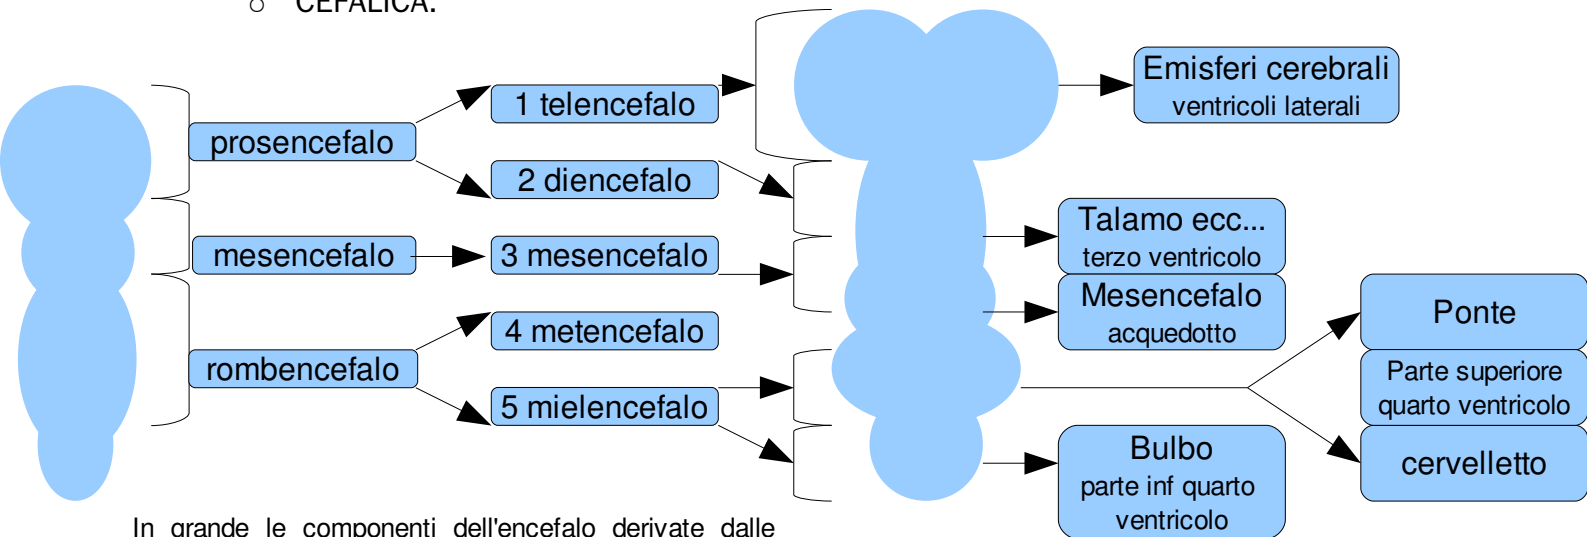 ○ CEFALICA:
prosencefalo
mesencefalo
rombencefalo
1 telencefalo
2 diencefalo
3 mesencefalo
4 metencefalo
5 mielencefalo
Emisferi cerebrali
ventricoli laterali
Talamo ecc...
terzo ventricolo
Mesencefalo
acquedotto
Ponte
Parte superiore
quarto ventricolo
cervelletto
Bulbo
parte inf quarto
ventricolo
In grande le componenti dell'encefalo derivate dalle